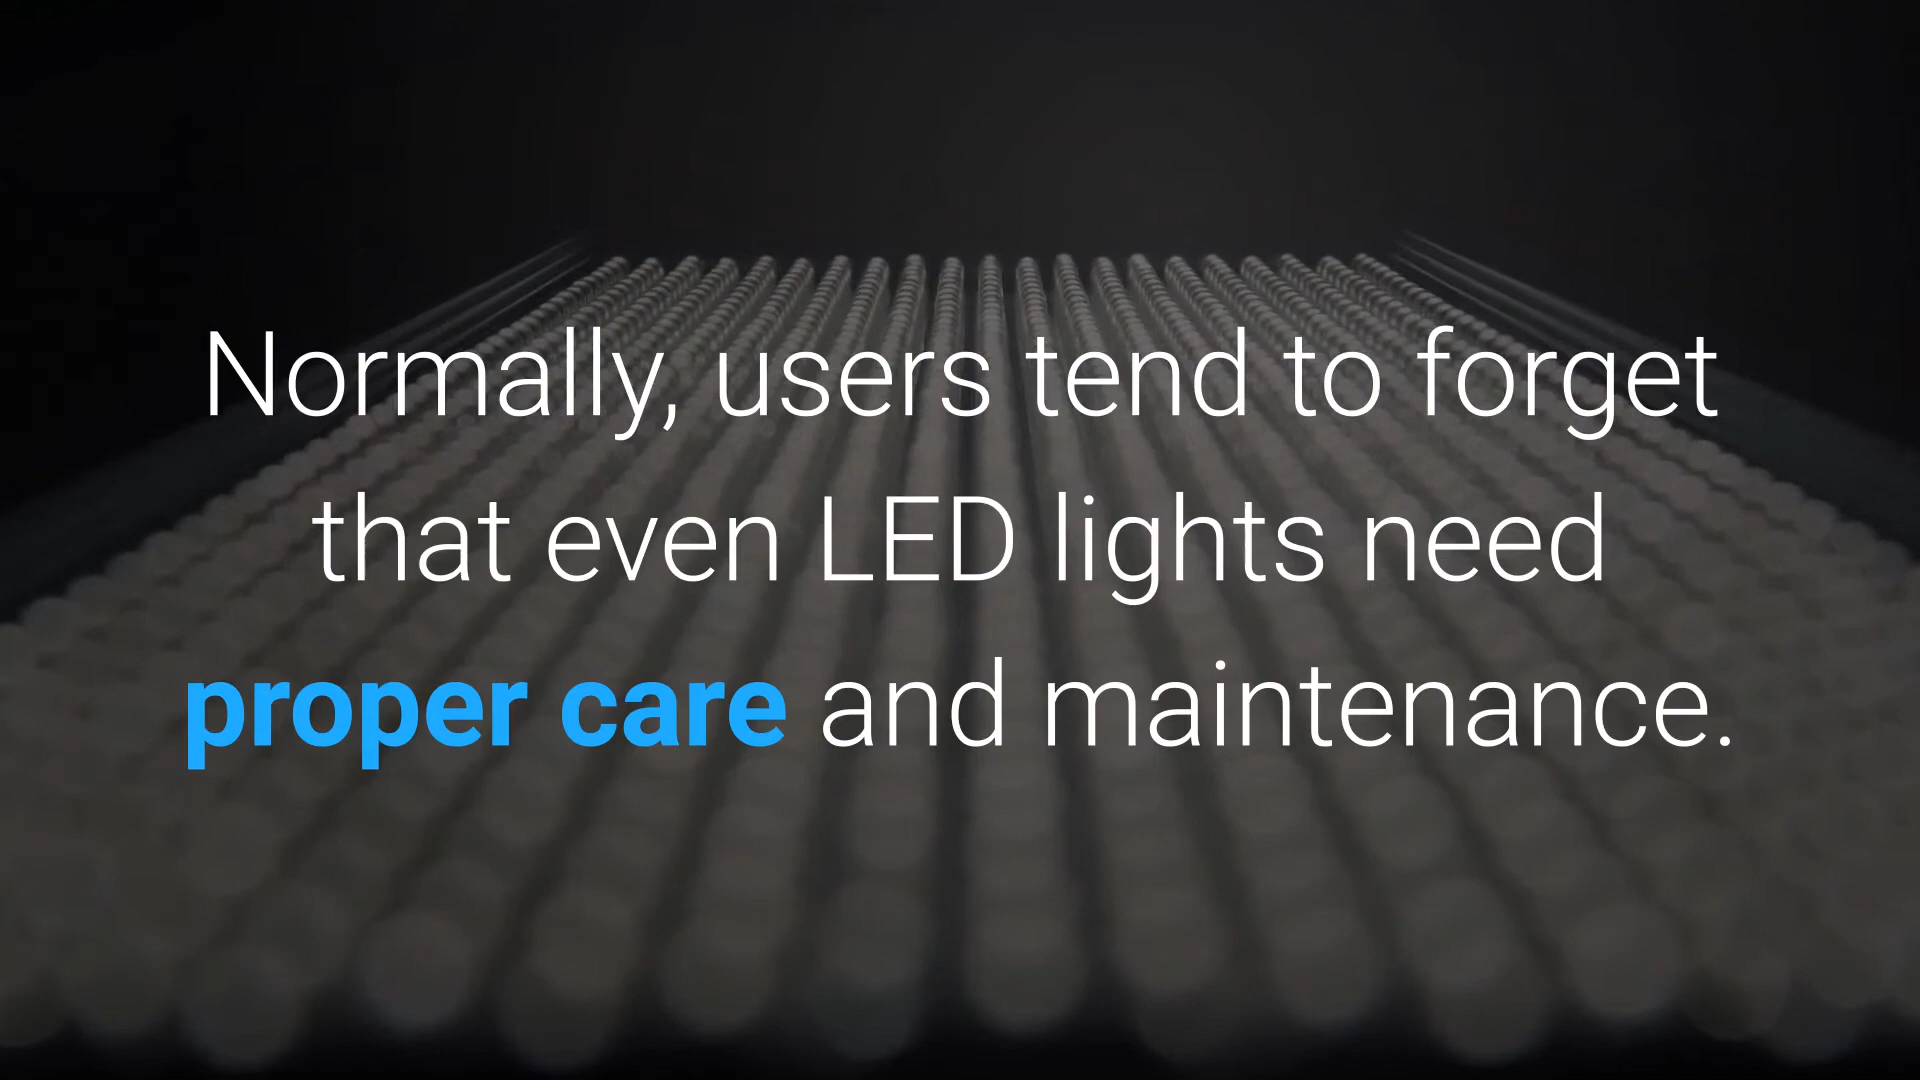 Normally, users tend to forget
that even LED lights need
proper care and maintenance.